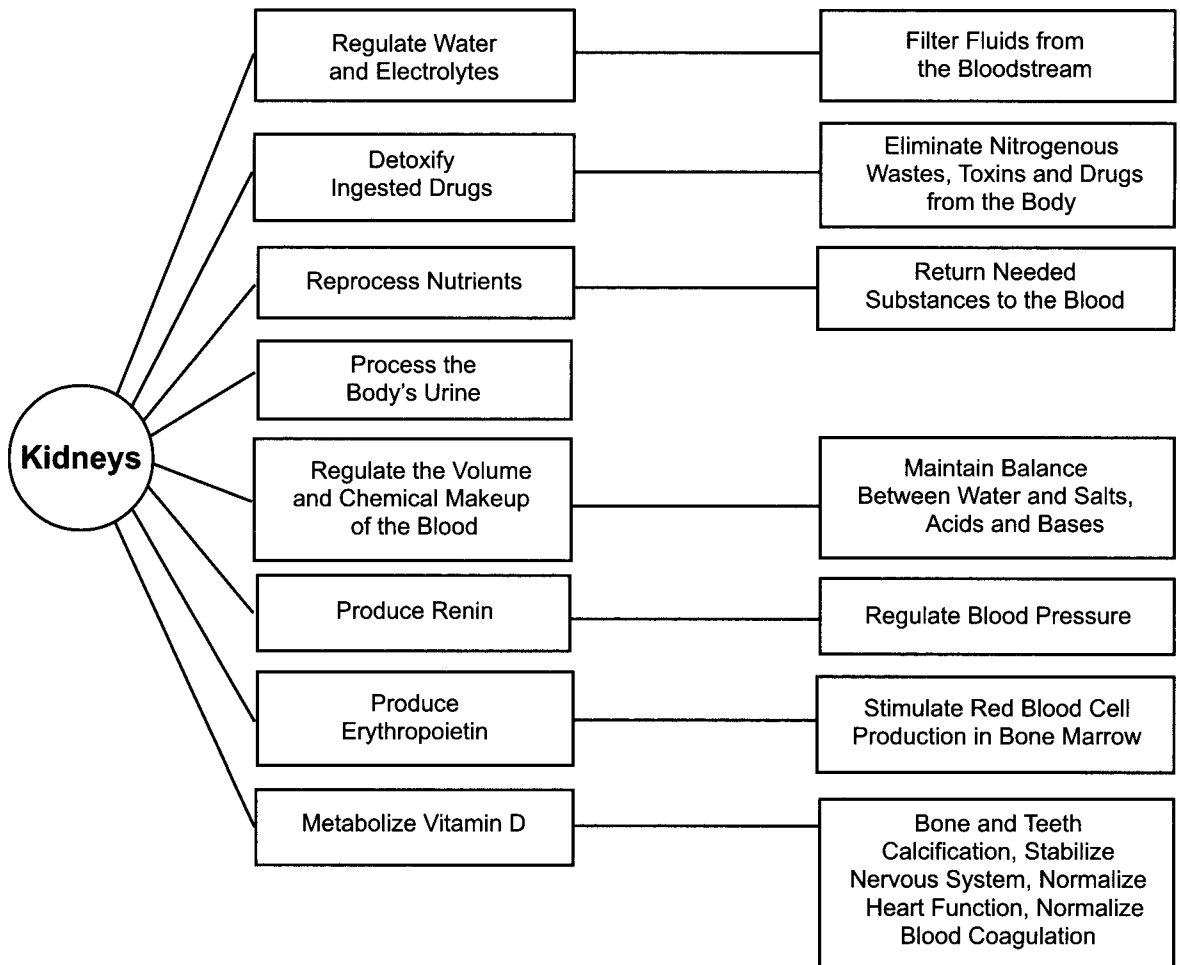 Regulate Water
and Electrolytes
Filter Fluids from
the Bloodstream
Detoxify
Ingested Drugs
Eliminate Nitrogenous
Wastes, Toxins and Drugs
from the Body
Reprocess Nutrients
Return Needed
Substances to the Blood
Process the
Body's Urine
Kidneys
Regulate the Volume
and Chemical Makeup
of the Blood
Maintain Balance
Between Water and Salts,
Acids and Bases
Produce Renin
Regulate Blood Pressure
Produce
Erythropoietin
Stimulate Red Blood Cell
Production in Bone Marrow
Metabolize Vitamin D
Bone and Teeth
Calcification, Stabilize
Nervous System, Normalize
Heart Function, Normalize
Blood Coagulation